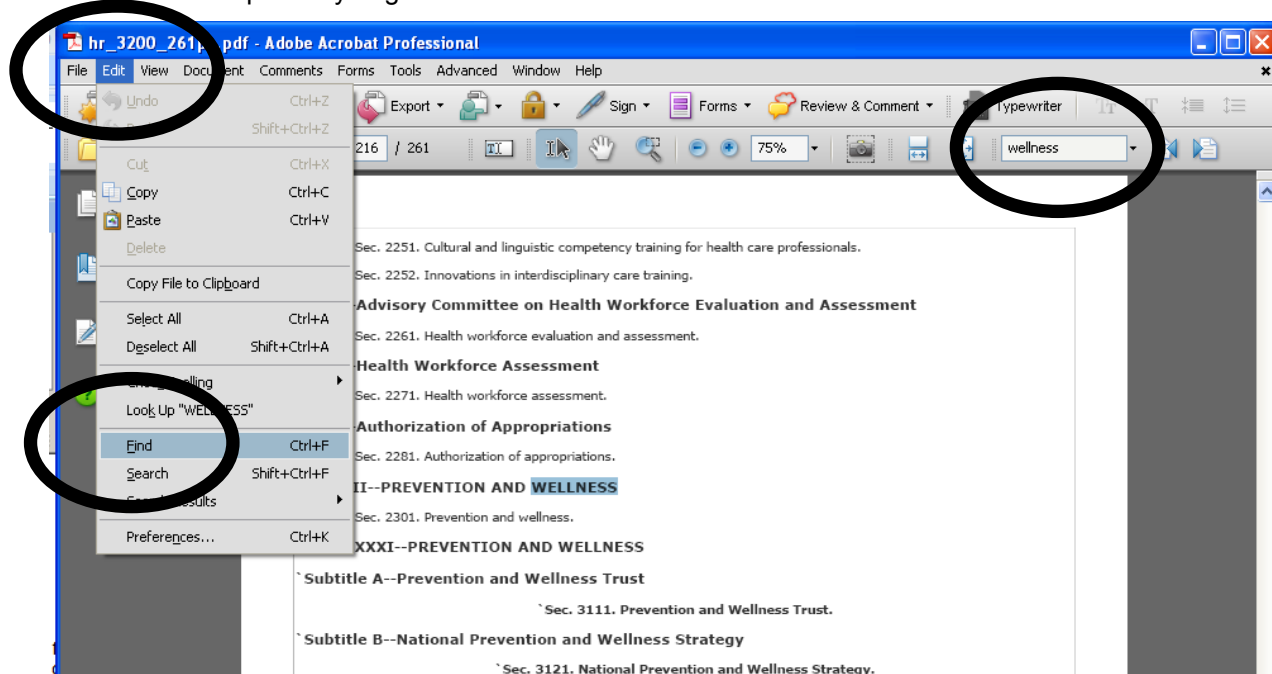 hr_3200_261p .pdf - Adobe Acrobat Professional
File Edit View Document Comments Forms Tools Advanced Window Help
Export Sign Forms Review & Comment Typewriter
216 / 261 75% wellness
Undo Ctrl+Z
Shift+Ctrl+Z
Cut Ctrl+X
Copy Ctrl+C
Paste Ctrl+V
Delete
Copy File to Clipboard
Select All Ctrl+A
Deselect All Shift+Ctrl+A
Look Up "WELLNESS"
Find Ctrl+F
Search Shift+Ctrl+F
Results
Preferences... Ctrl+K
Sec. 2251. Cultural and linguistic competency training for health care professionals.
Sec. 2252. Innovations in interdisciplinary care training.
-Advisory Committee on Health Workforce Evaluation and Assessment
Sec. 2261. Health workforce evaluation and assessment.
-Health Workforce Assessment
Sec. 2271. Health workforce assessment.
-Authorization of Appropriations
Sec. 2281. Authorization of appropriations.
II--PREVENTION AND WELLNESS
Sec. 2301. Prevention and wellness.
XXXI--PREVENTION AND WELLNESS
`Subtitle A--Prevention and Wellness Trust
`Sec. 3111. Prevention and Wellness Trust.
`Subtitle B--National Prevention and Wellness Strategy
`Sec. 3121. National Prevention and Wellness Strategy.